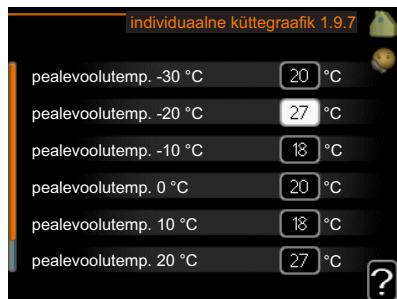 individuaalne küttegraafik 1.9.7
pealevoolutemp. -30 °C 20 °C
pealevoolutemp. -20 °C 27 °C
pealevoolutemp. -10 °C 18 °C
pealevoolutemp. 0 °C 20 °C
pealevoolutemp. 10 °C 18 °C
pealevoolutemp. 20 °C 27 °C
?